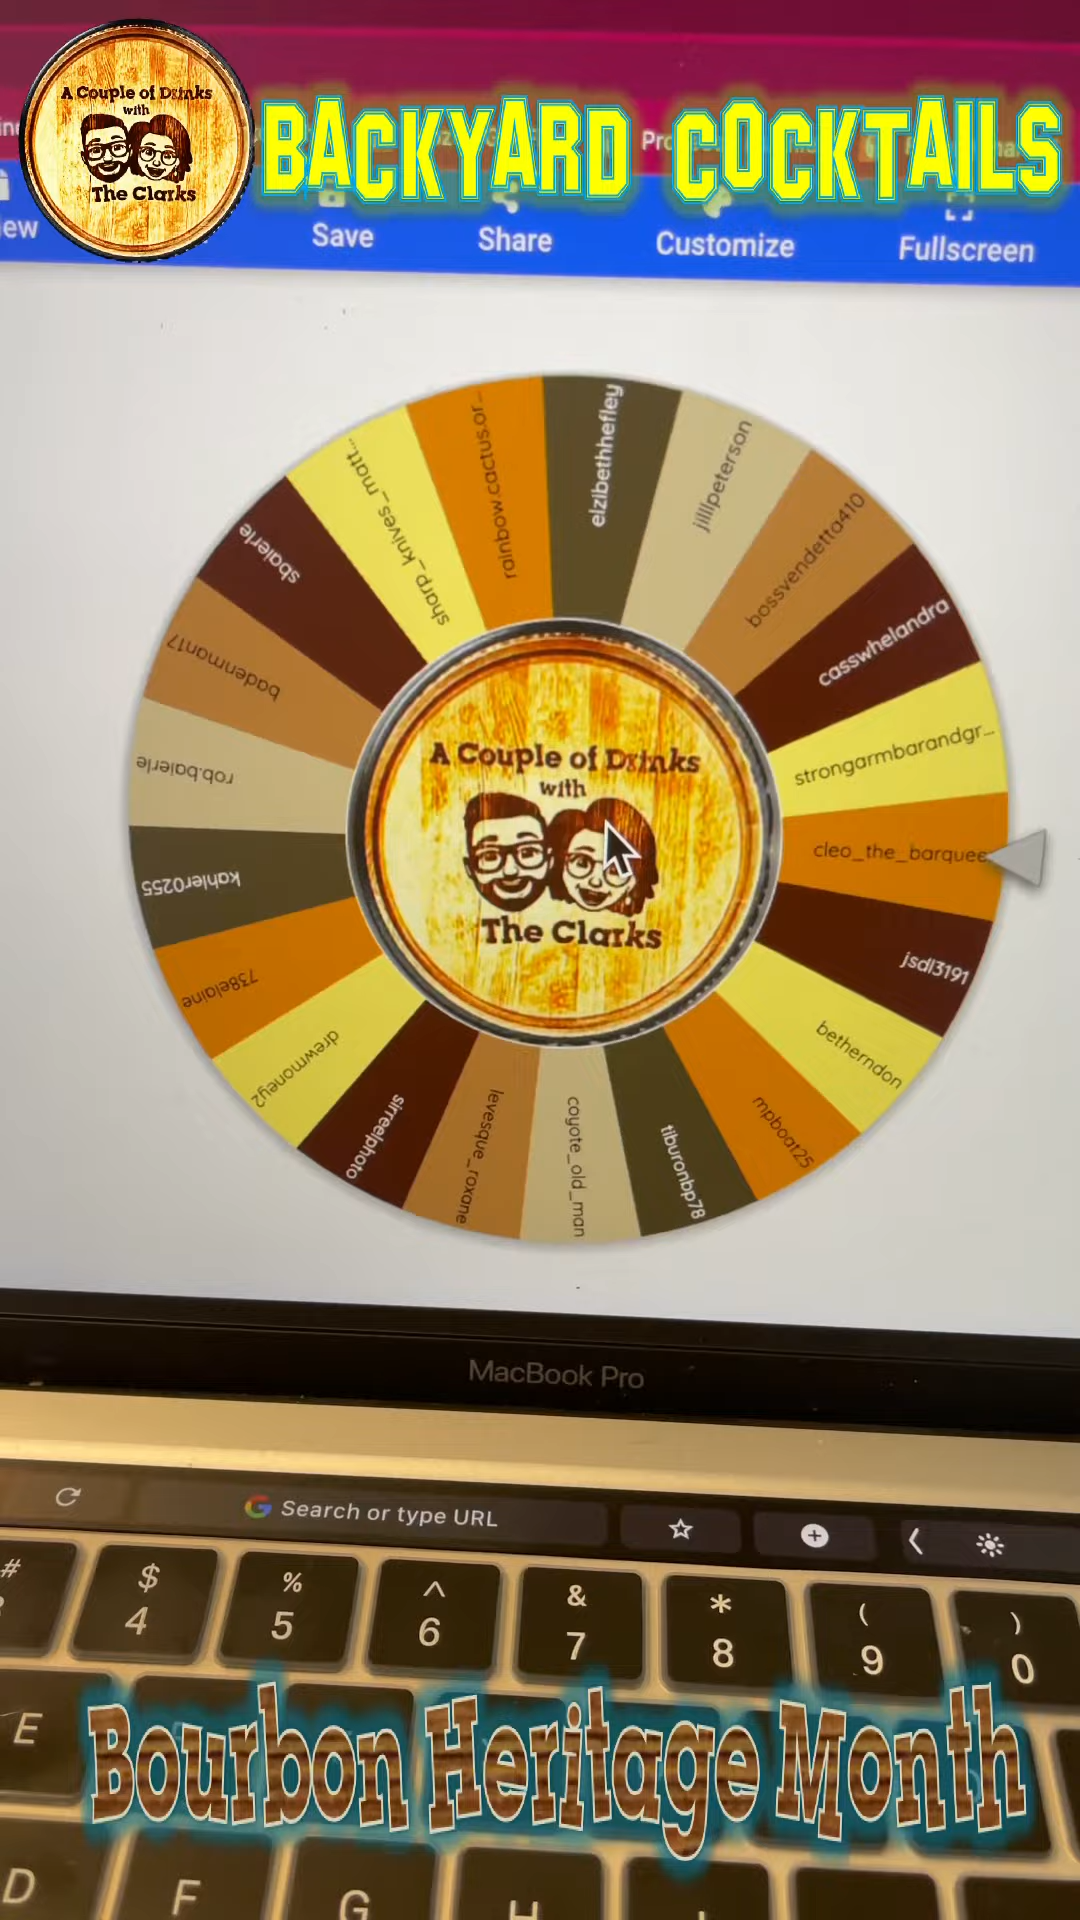 A Couple of Drinks
with
The Clarks
BACKYARD COCKTAILS
Save
Share
Customize
Fullscreen
elzibethhefley
jillllpeterson
bossvendetta410
casswhelandra
strongarmbarandgr...
cleo_the_barquee
jsdl3191
betherndon
mpboat25
tiburonbp78
coyote_old_man
levesque_roxane
sirreelphoto
drewmoney2
738elaine
kahler0255
rob.baierle
badenman17
sbaierle
sharp_knives_matt...
rainbow.cactus.or...
A Couple of Drinks
with
The Clarks
MacBook Pro
Search or type URL
#
$ 4
% 5
^ 6
& 7
* 8
( 9
) 0
E
Bourbon Heritage Month
D F G H